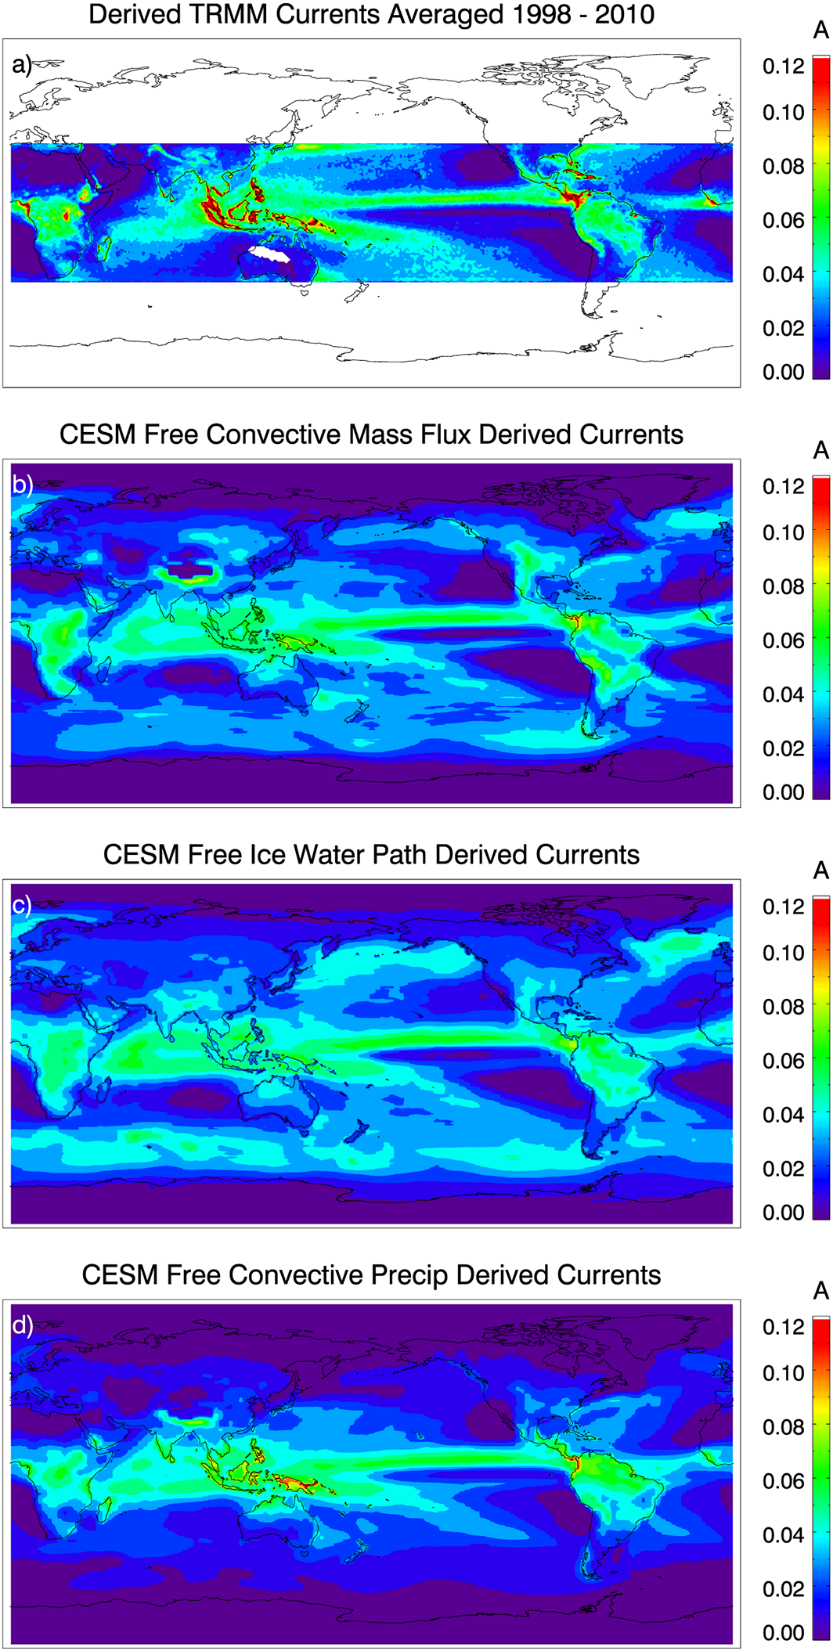 Derived TRMM Currents Averaged 1998 - 2010
A
a)
0.12
0.10
0.08
0.06
0.04
0.02
0.00
CESM Free Convective Mass Flux Derived Currents
A
b)
0.12
0.10
0.08
0.06
0.04
0.02
0.00
CESM Free Ice Water Path Derived Currents
A
c)
0.12
0.10
0.08
0.06
0.04
0.02
0.00
CESM Free Convective Precip Derived Currents
A
d)
0.12
0.10
0.08
0.06
0.04
0.02
0.00